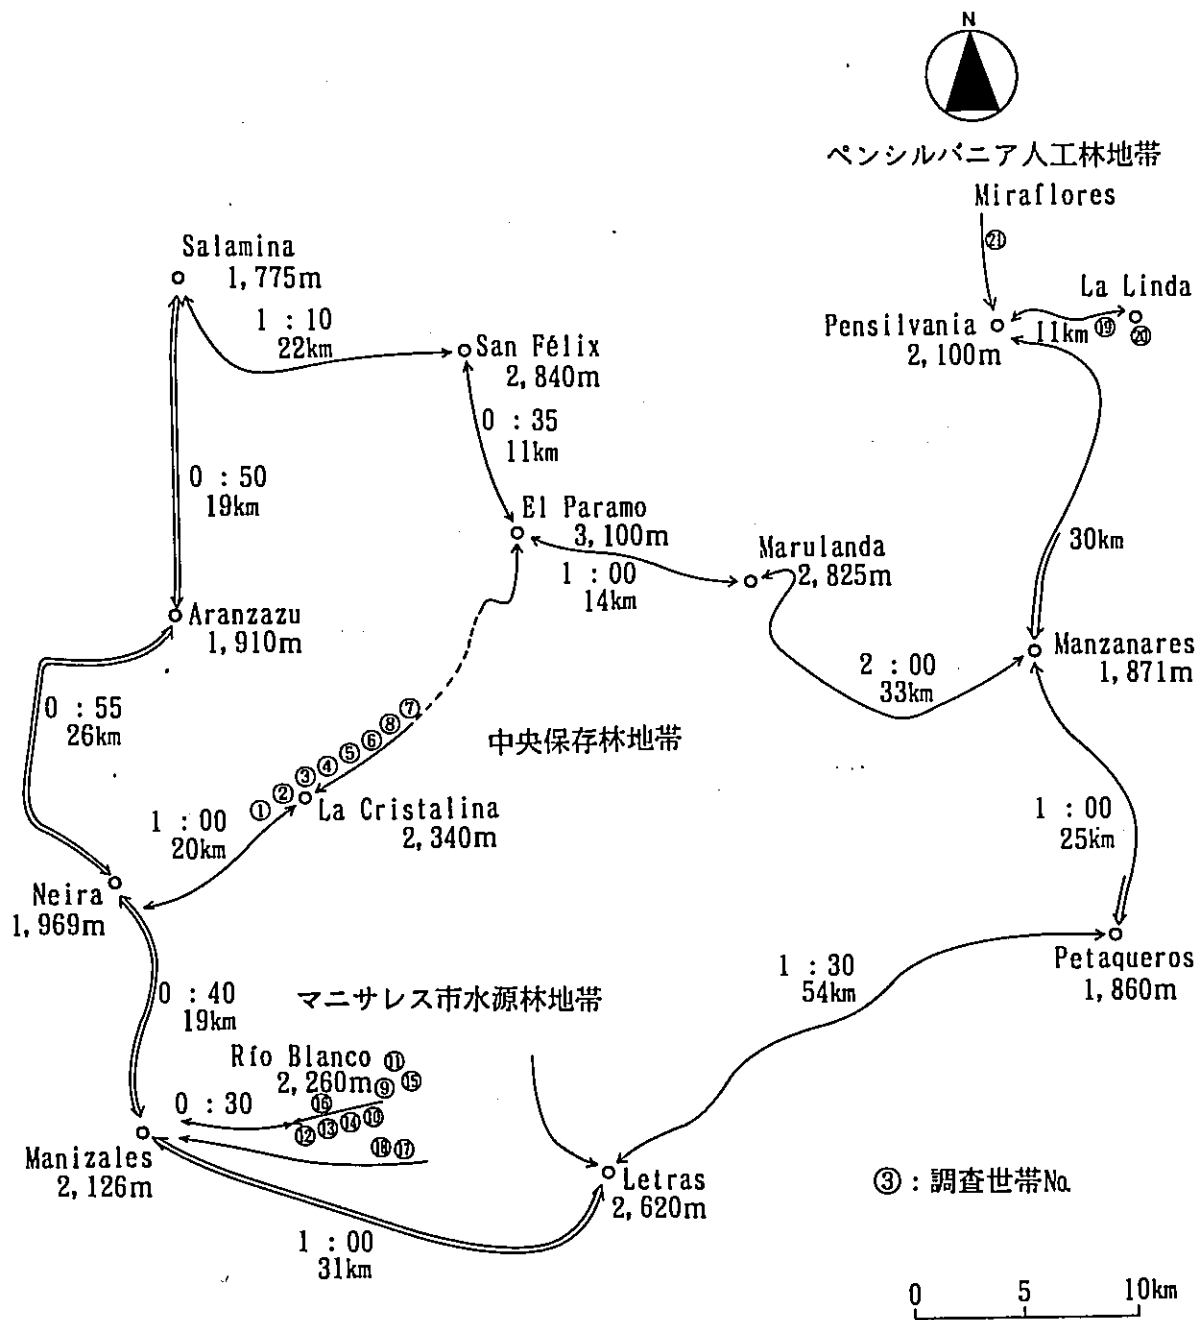 N
ペンシルバニア人工林地帯
Miraflores
㉑
Salamina
1,775m
La Linda
1 : 10
22km
San Félix
2,840m
Pensilvania
2,100m
11km
⑲
⑳
0 : 35
11km
0 : 50
19km
El Paramo
3,100m
30km
Marulanda
2,825m
1 : 00
14km
Aranzazu
1,910m
Manzanares
1,871m
2 : 00
33km
0 : 55
26km
中央保存林地帯
① ② ③ ④ ⑤ ⑥ ⑧ ⑦
La Cristalina
2,340m
1 : 00
20km
1 : 00
25km
Neira
1,969m
Petaqueros
1,860m
1 : 30
54km
0 : 40
19km
マニサレス市水源林地帯
Río Blanco
2,260m
⑪
⑨ ⑮
⑯
0 : 30
⑫ ⑬ ⑭ ⑩
⑱ ⑰
Manizales
2,126m
Letras
2,620m
③ : 調査世帯No.
1 : 00
31km
0 5 10km